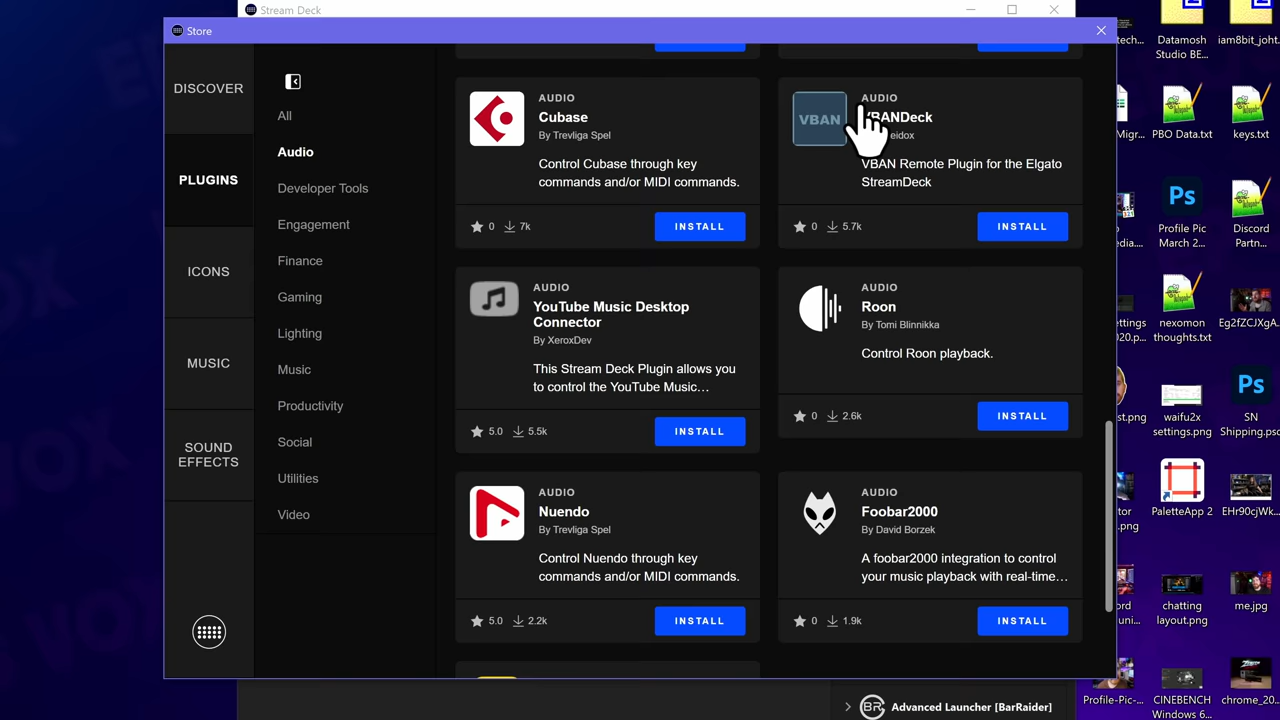 Stream Deck
Store
DISCOVER
PLUGINS
ICONS
MUSIC
SOUND
EFFECTS
All
Audio
Developer Tools
Engagement
Finance
Gaming
Lighting
Music
Productivity
Social
Utilities
Video
AUDIO
Cubase
By Trevliga Spel
Control Cubase through key
commands and/or MIDI commands.
0 7k
INSTALL
VBAN
AUDIO
VBAN Remote Plugin for the Elgato
StreamDeck
0 5.7k
INSTALL
AUDIO
YouTube Music Desktop
Connector
By XeroxDev
This Stream Deck Plugin allows you
to control the YouTube Music…
5.0 5.5k
INSTALL
AUDIO
Roon
By Tomi Blinnikka
Control Roon playback.
0 2.6k
INSTALL
AUDIO
Nuendo
By Trevliga Spel
Control Nuendo through key
commands and/or MIDI commands.
5.0 2.2k
INSTALL
AUDIO
Foobar2000
By David Borzek
A foobar2000 integration to control
your music playback with real-time…
0 1.9k
INSTALL
BR
Advanced Launcher [BarRaider]
Datamosh
Studio BE...
iam8bit_joht...
PBO Data.txt
keys.txt
Ps
Profile Pic
March 2...
Discord
Partn...
nexomon
thoughts.txt
Eg2fZCJXgA...
waifu2x
settings.png
Ps
SN
Shipping.psd
PaletteApp 2
EHr90cjWk...
chatting
layout.png
me.jpg
Profile-Pic-...
CINEBENCH
Windows 6...
chrome_20...